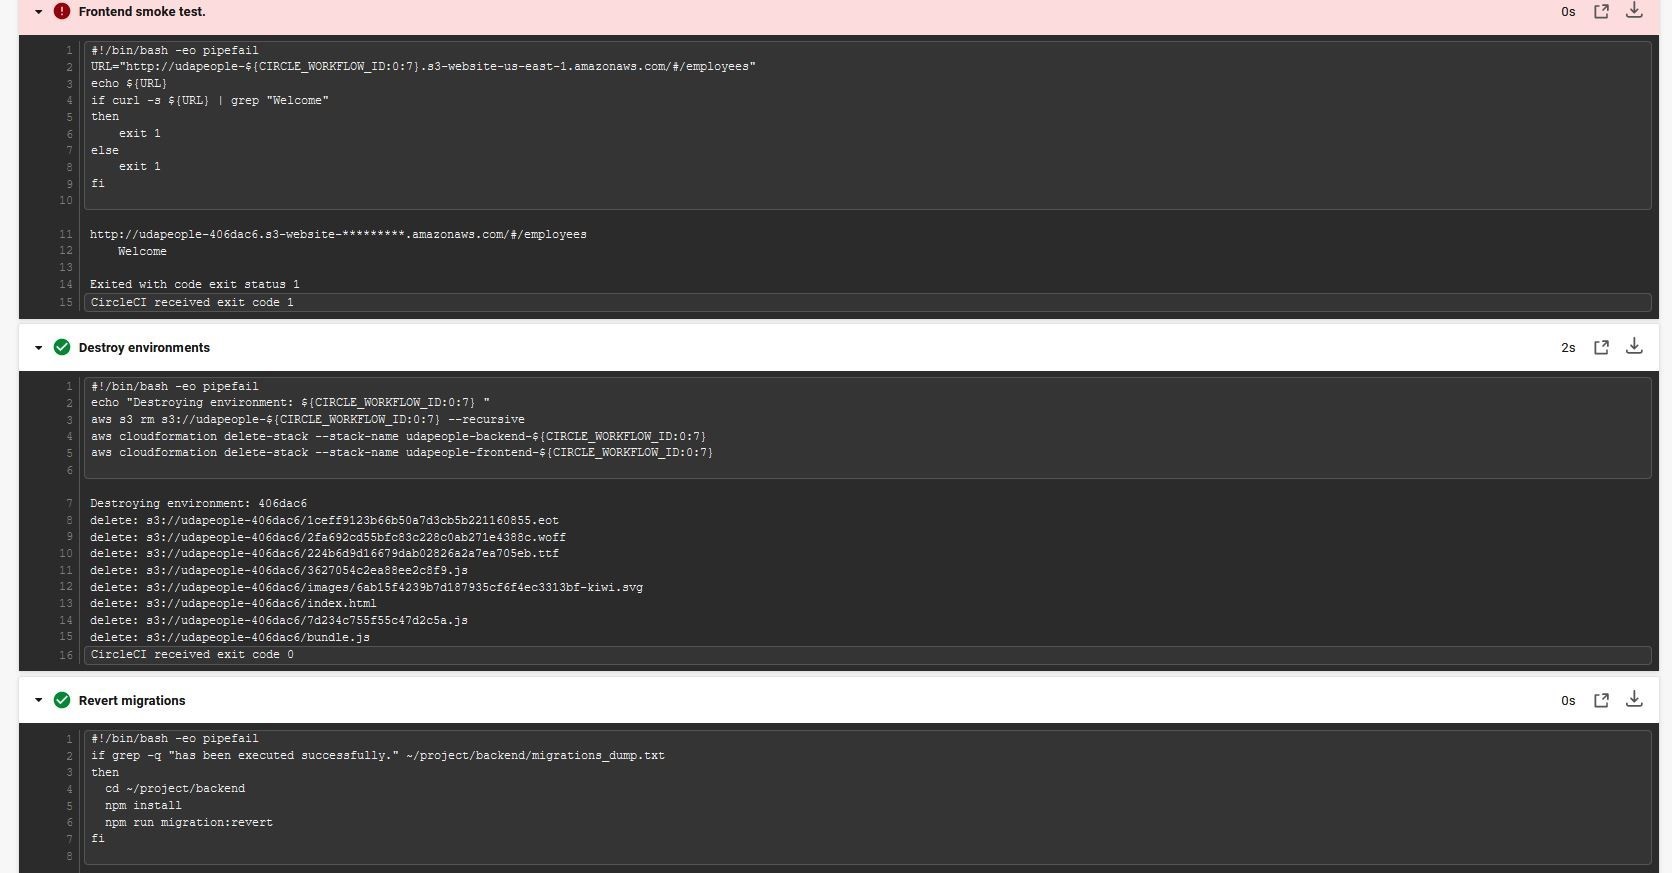 Frontend smoke test.
0s
1 #!/bin/bash -eo pipefail
2 URL="http://udapeople-${CIRCLE_WORKFLOW_ID:0:7}.s3-website-us-east-1.amazonaws.com/#/employees"
3 echo ${URL}
4 if curl -s ${URL} | grep "Welcome"
5 then
6     exit 1
7 else
8     exit 1
9 fi
10
11 http://udapeople-406dac6.s3-website-*********.amazonaws.com/#/employees
12     Welcome
13
14 Exited with code exit status 1
15 CircleCI received exit code 1
Destroy environments
2s
1 #!/bin/bash -eo pipefail
2 echo "Destroying environment: ${CIRCLE_WORKFLOW_ID:0:7} "
3 aws s3 rm s3://udapeople-${CIRCLE_WORKFLOW_ID:0:7} --recursive
4 aws cloudformation delete-stack --stack-name udapeople-backend-${CIRCLE_WORKFLOW_ID:0:7}
5 aws cloudformation delete-stack --stack-name udapeople-frontend-${CIRCLE_WORKFLOW_ID:0:7}
6
7 Destroying environment: 406dac6
8 delete: s3://udapeople-406dac6/1ceff9123b66b50a7d3cb5b221160855.eot
9 delete: s3://udapeople-406dac6/2fa692cd55bfc83c228c0ab271e4388c.woff
10 delete: s3://udapeople-406dac6/224b6d9d16679dab02826a2a7ea705eb.ttf
11 delete: s3://udapeople-406dac6/3627054c2ea88ee2c8f9.js
12 delete: s3://udapeople-406dac6/images/6ab15f4239b7d187935cf6f4ec3313bf-kiwi.svg
13 delete: s3://udapeople-406dac6/index.html
14 delete: s3://udapeople-406dac6/7d234c755f55c47d2c5a.js
15 delete: s3://udapeople-406dac6/bundle.js
16 CircleCI received exit code 0
Revert migrations
0s
1 #!/bin/bash -eo pipefail
2 if grep -q "has been executed successfully." ~/project/backend/migrations_dump.txt
3 then
4   cd ~/project/backend
5   npm install
6   npm run migration:revert
7 fi
8